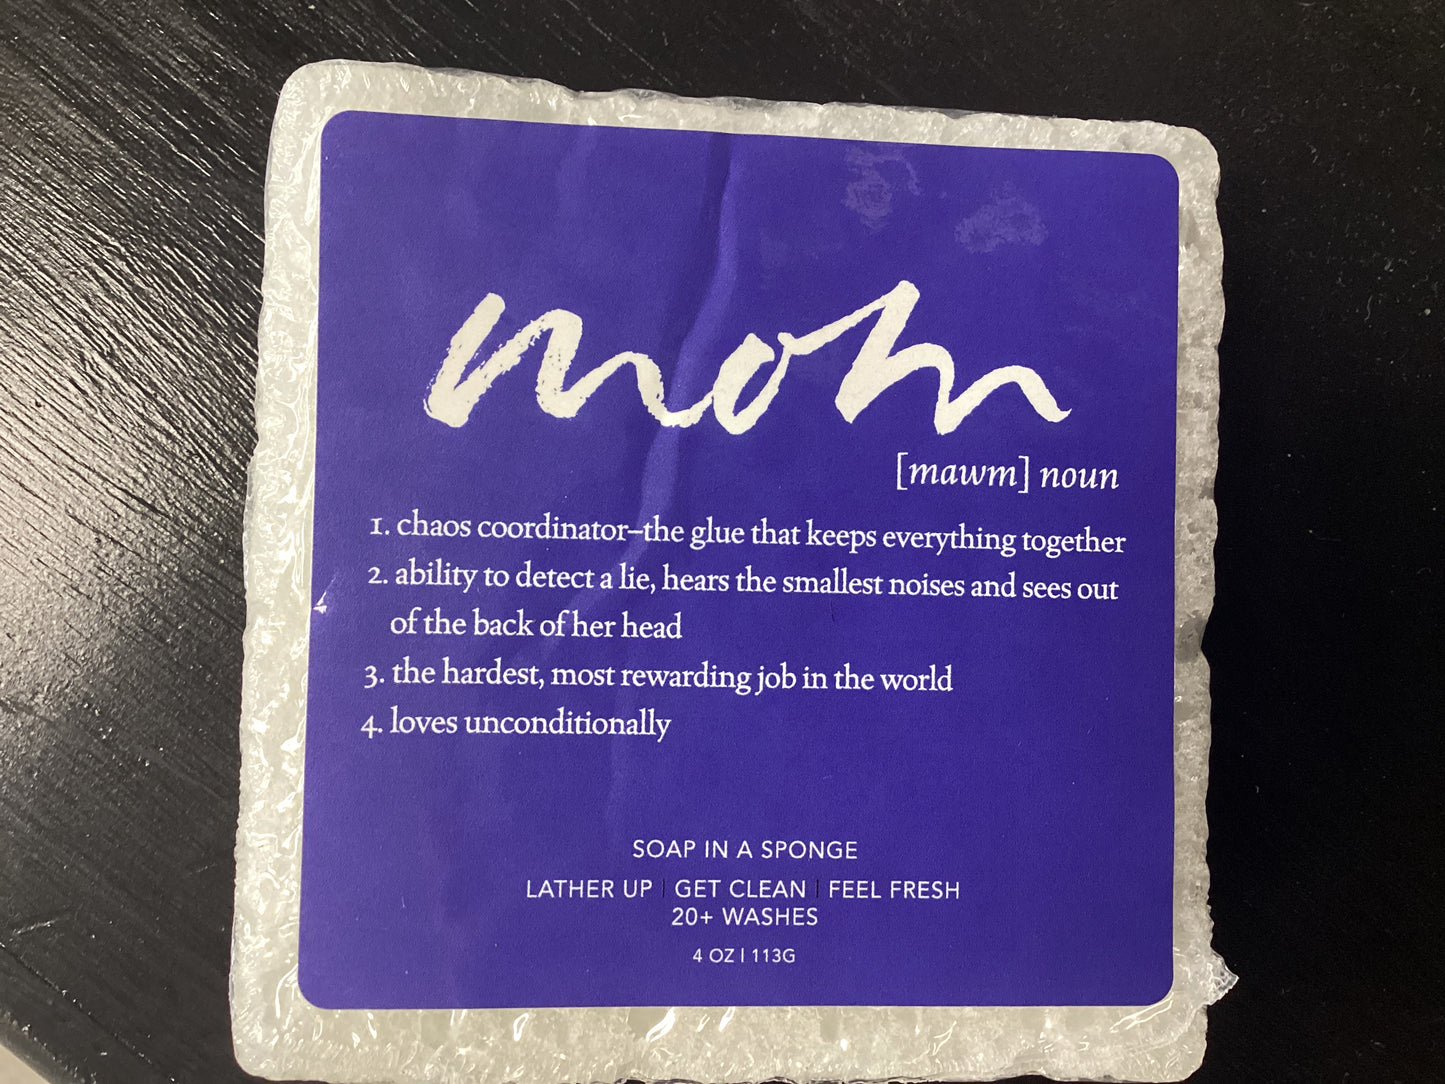 mom
[mawm] noun
1. chaos coordinator–the glue that keeps everything together
2. ability to detect a lie, hears the smallest noises and sees out
of the back of her head
3. the hardest, most rewarding job in the world
4. loves unconditionally
SOAP IN A SPONGE
LATHER UP | GET CLEAN | FEEL FRESH
20+ WASHES
4 OZ | 113G